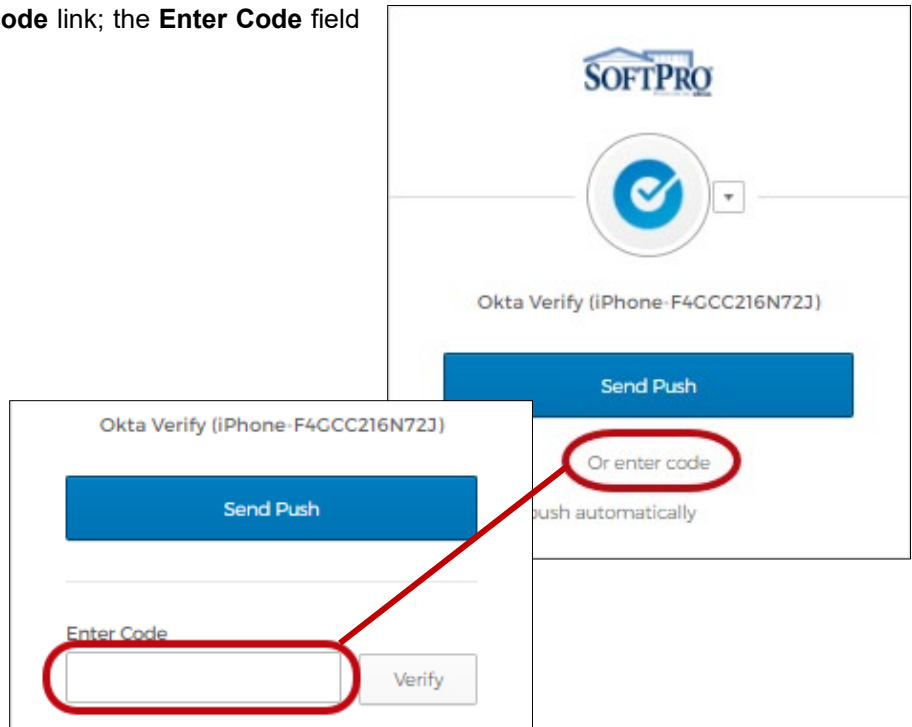 ode link; the Enter Code field
SOFTPRO
Okta Verify (iPhone-F4GCC216N72J)
Send Push
Or enter code
push automatically
Okta Verify (iPhone-F4GCC216N72J)
Send Push
Enter Code
Verify